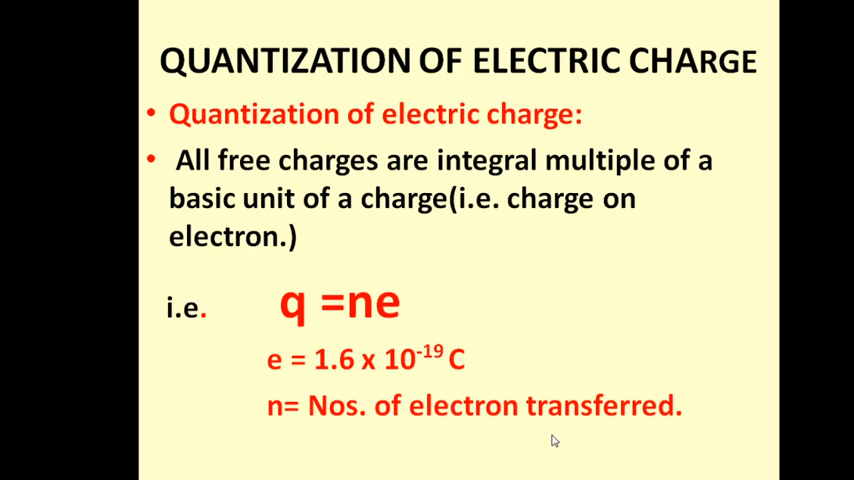 QUANTIZATION OF ELECTRIC CHARGE
• Quantization of electric charge:
• All free charges are integral multiple of a
basic unit of a charge(i.e. charge on
electron.)
i.e. q =ne
e = 1.6 x 10⁻¹⁹ C
n= Nos. of electron transferred.